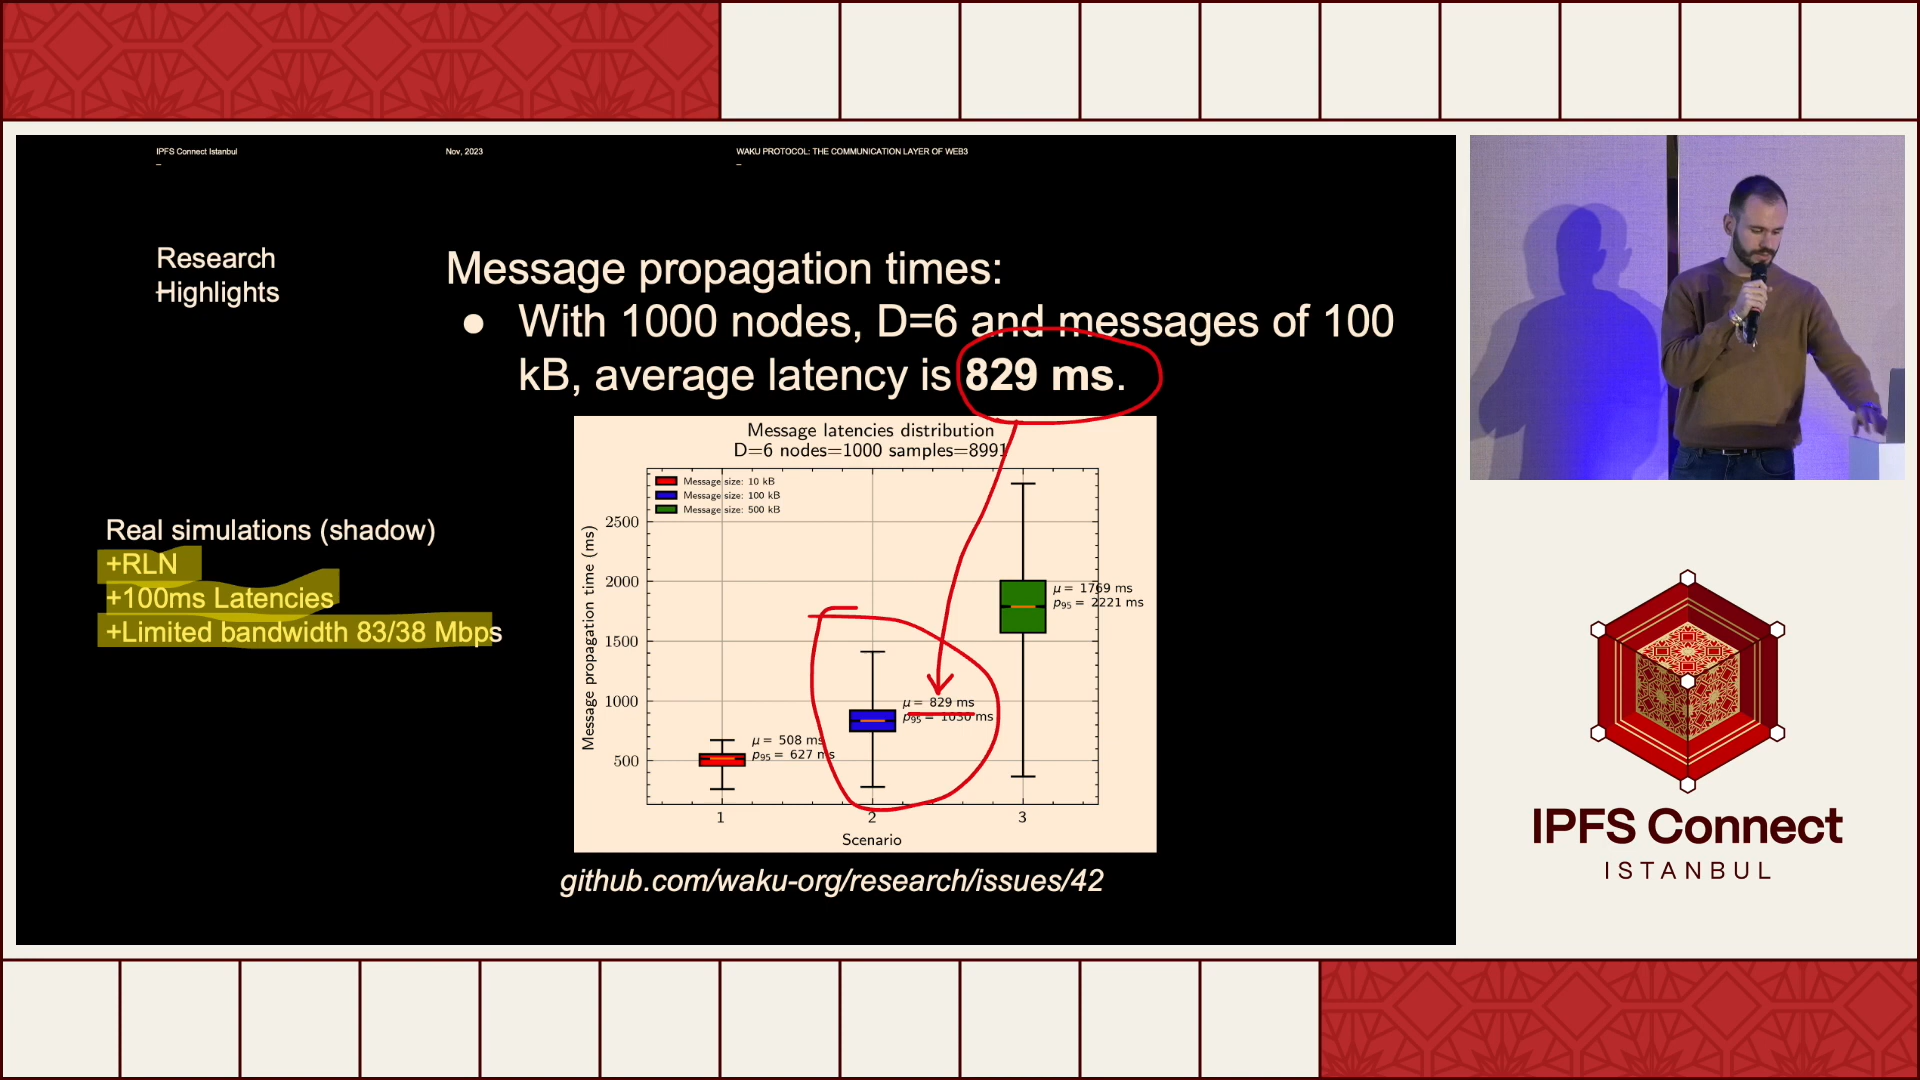 IPFS Connect Istanbul
Nov, 2023
WAKU PROTOCOL: THE COMMUNICATION LAYER OF WEB3
Research
Highlights
Message propagation times:
● With 1000 nodes, D=6 and messages of 100
kB, average latency is 829 ms.
Real simulations (shadow)
+RLN
+100ms Latencies
+Limited bandwidth 83/38 Mbps
Message latencies distribution
D=6 nodes=1000 samples=8991
Message size: 10 kB
Message size: 100 kB
Message size: 500 kB
Message propagation time (ms)
2500
2000
1500
1000
500
μ = 1769 ms
p95 = 2221 ms
μ = 829 ms
p95 = 1030 ms
μ = 508 ms
p95 = 627 ms
1 2 3
Scenario
github.com/waku-org/research/issues/42
IPFS Connect
ISTANBUL